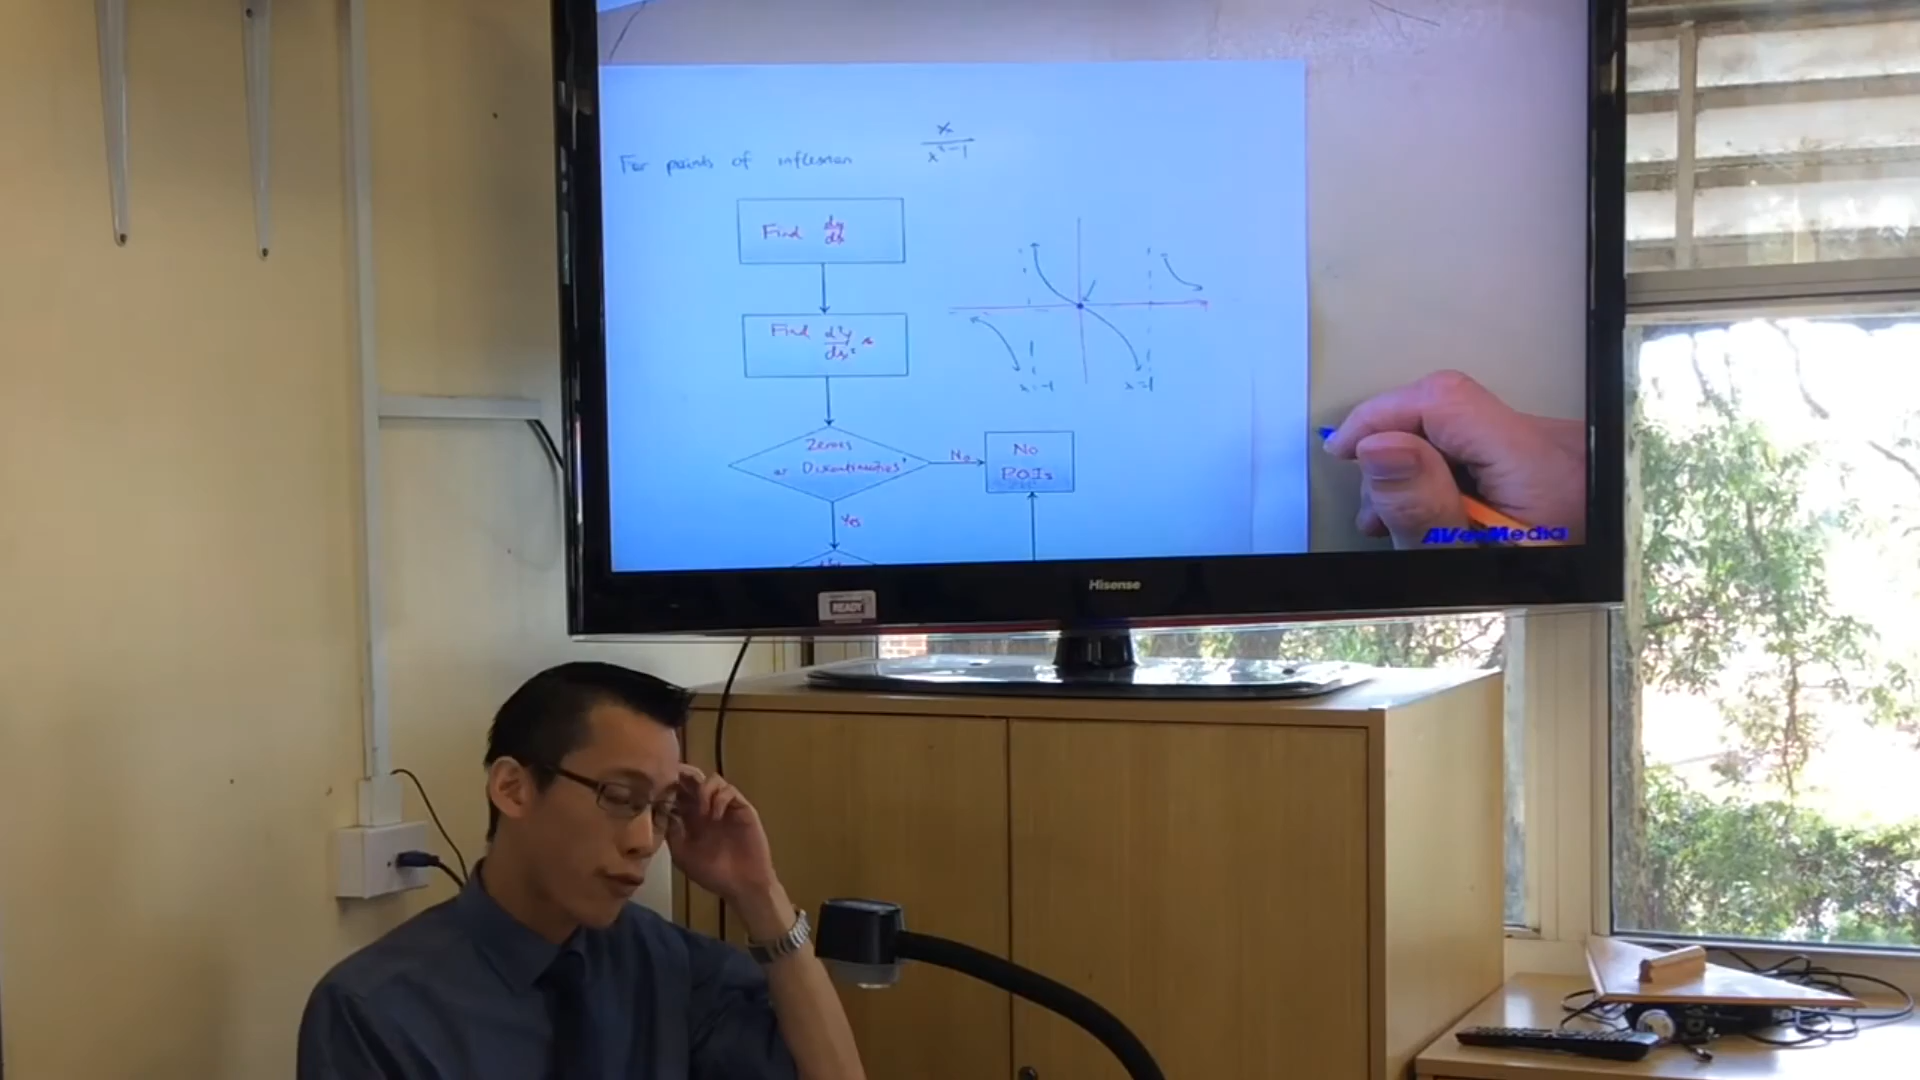 For points of inflexion
x
x²-1
Find dy
dx
Find d²y
dx²
Zeroes
or Discontinuities?
No
No
POIs
Yes
x=-1
x=1
AVerMedia
Hisense
READY